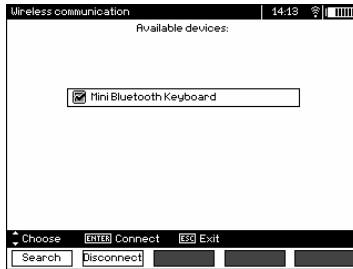 Wireless communication 14:13
Available devices:
Mini Bluetooth Keyboard
Choose ENTER Connect ESC Exit
Search Disconnect